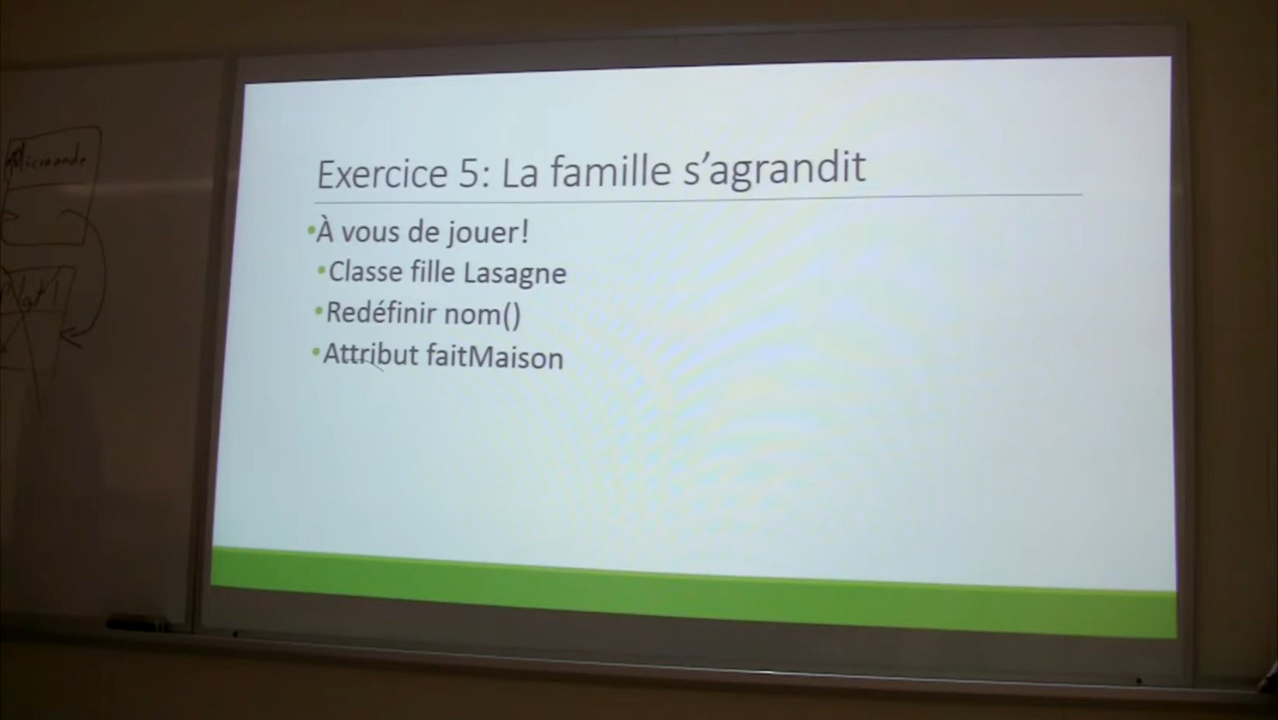 Exercice 5: La famille s’agrandit
•À vous de jouer!
•Classe fille Lasagne
•Redéfinir nom()
•Attribut faitMaison